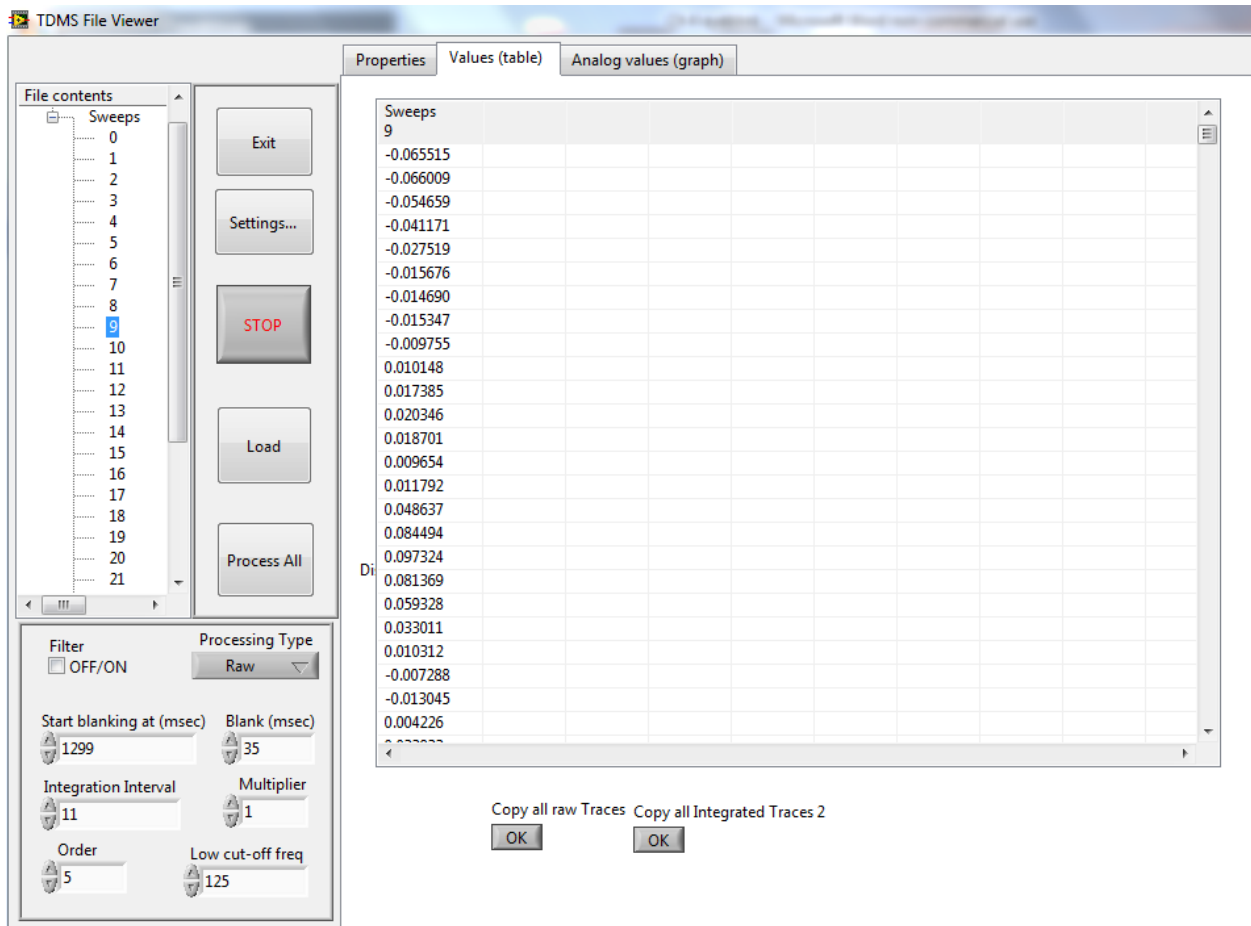 TDMS File Viewer
Properties
Values (table)
Analog values (graph)
File contents
Sweeps
0
1
2
3
4
5
6
7
8
9
10
11
12
13
14
15
16
17
18
19
20
21
Exit
Settings...
STOP
Load
Process All
Filter
OFF/ON
Processing Type
Raw
Start blanking at (msec)
1299
Blank (msec)
35
Integration Interval
11
Multiplier
1
Order
5
Low cut-off freq
125
Sweeps
9
-0.065515
-0.066009
-0.054659
-0.041171
-0.027519
-0.015676
-0.014690
-0.015347
-0.009755
0.010148
0.017385
0.020346
0.018701
0.009654
0.011792
0.048637
0.084494
0.097324
0.081369
0.059328
0.033011
0.010312
-0.007288
-0.013045
0.004226
Copy all raw Traces
OK
Copy all Integrated Traces 2
OK